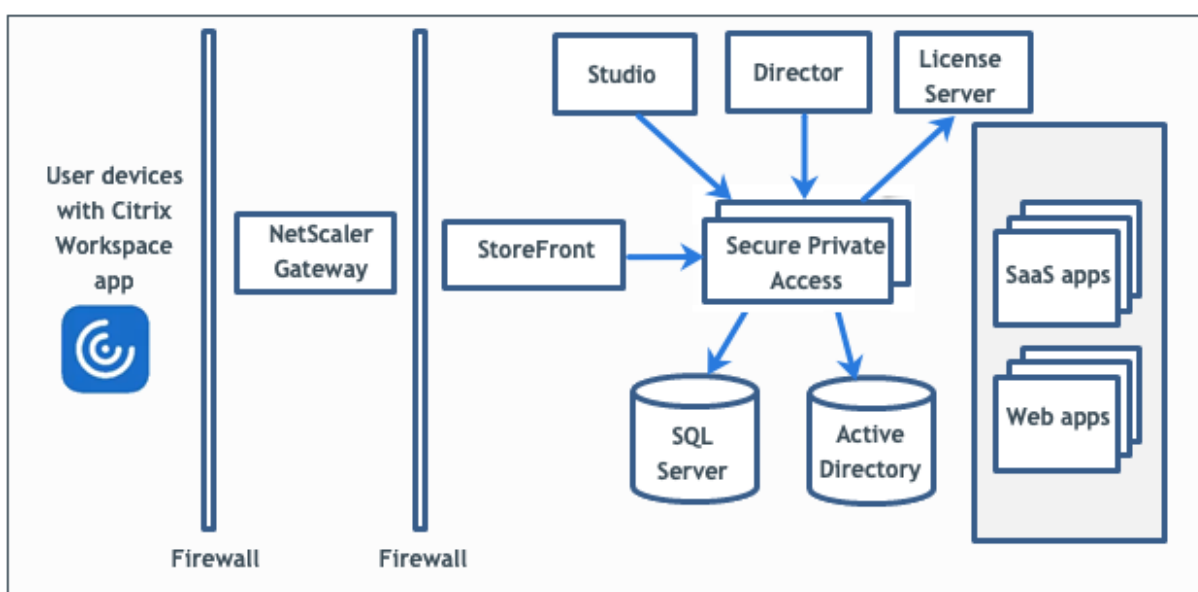 User devices
with Citrix
Workspace
app
Firewall
NetScaler
Gateway
Firewall
StoreFront
Studio
Director
License
Server
Secure Private
Access
SQL
Server
Active
Directory
SaaS apps
Web apps